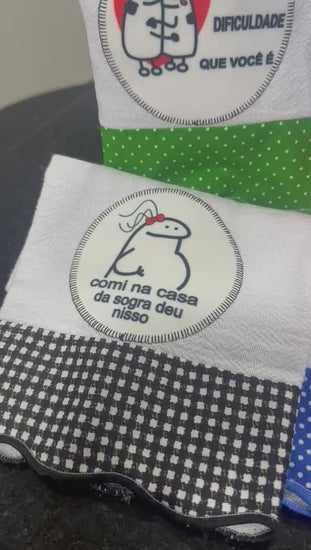 DIFICULDADE
QUE VOCÊ É
comi na casa
da sogra deu
nisso